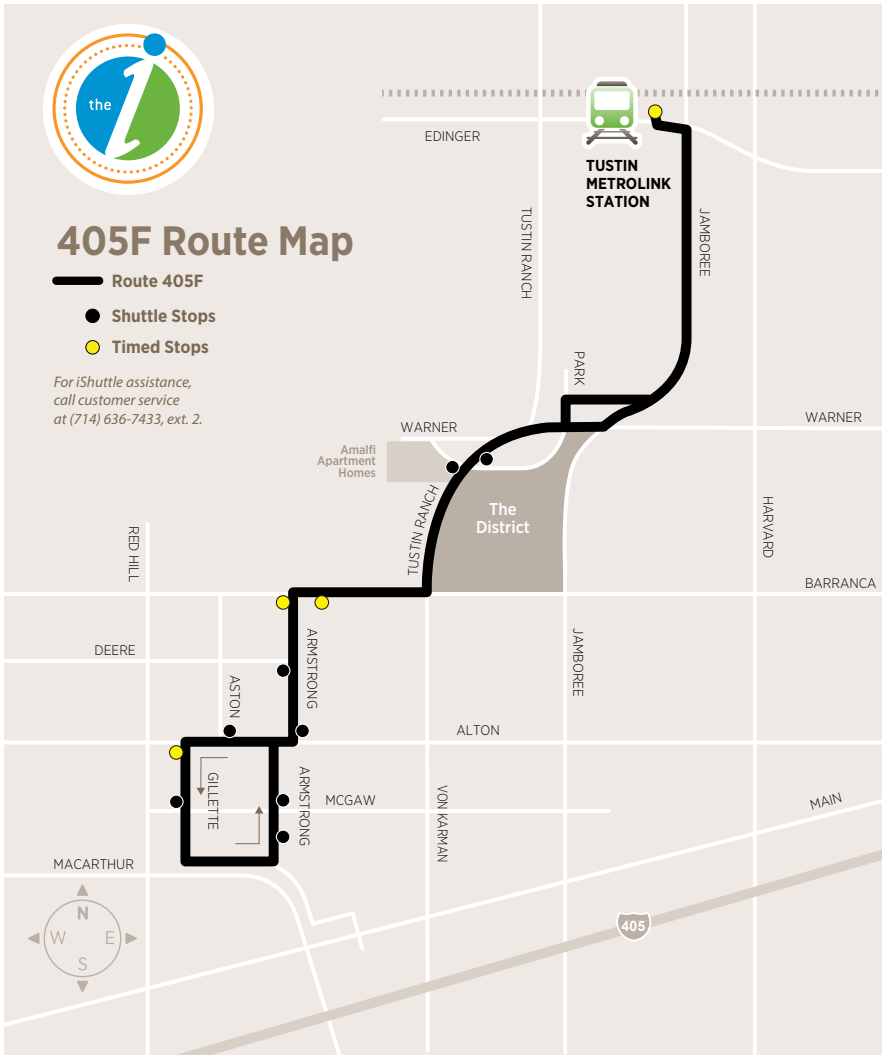 the i
405F Route Map
Route 405F
Shuttle Stops
Timed Stops
For iShuttle assistance,
call customer service
at (714) 636-7433, ext. 2.
EDINGER
TUSTIN
METROLINK
STATION
TUSTIN RANCH
JAMBOREE
PARK
WARNER
WARNER
Amalfi
Apartment
Homes
TUSTIN RANCH
The
District
RED HILL
HARVARD
BARRANCA
DEERE
ARMSTRONG
JAMBOREE
ASTON
ALTON
GILLETTE
ARMSTRONG
MCGAW
VON KARMAN
MAIN
MACARTHUR
405
N
W
E
S